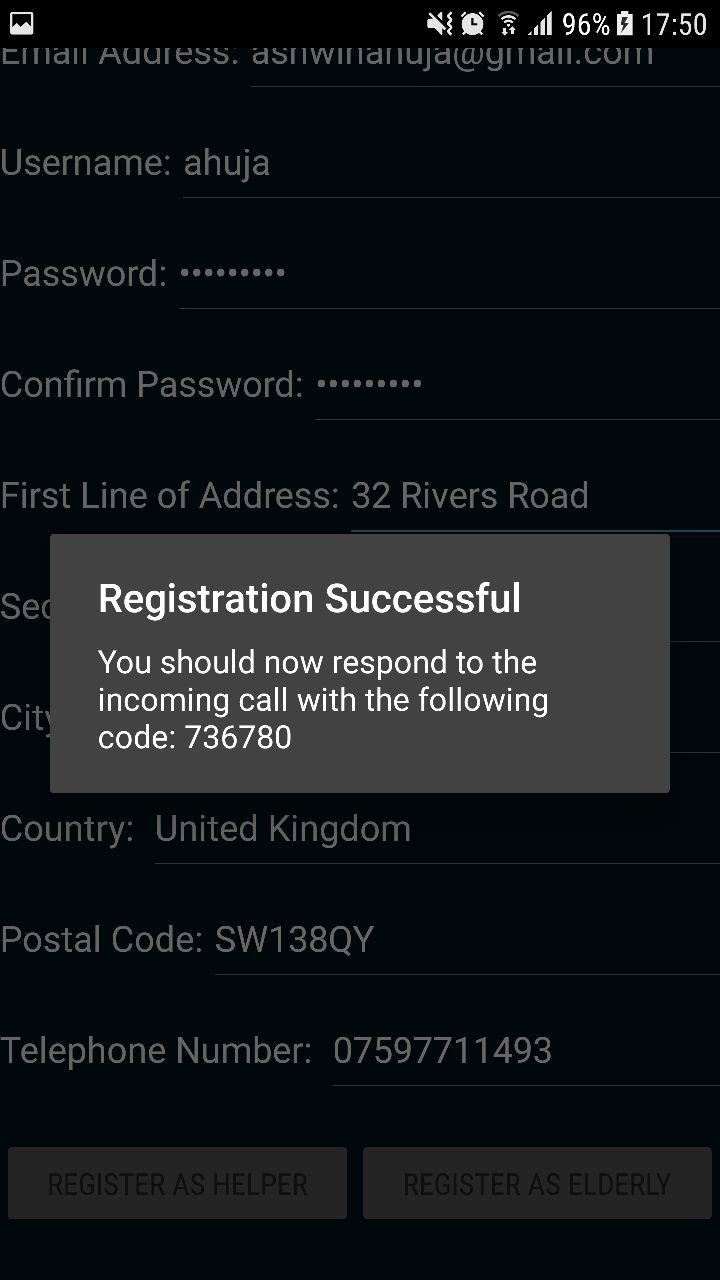 96% 17:50
Email Address: ashwinahuja@gmail.com
Username: ahuja
Password: •••••••••
Confirm Password: •••••••••
First Line of Address: 32 Rivers Road
Sec
City
Registration Successful
You should now respond to the
incoming call with the following
code: 736780
Country: United Kingdom
Postal Code: SW138QY
Telephone Number: 07597711493
REGISTER AS HELPER REGISTER AS ELDERLY